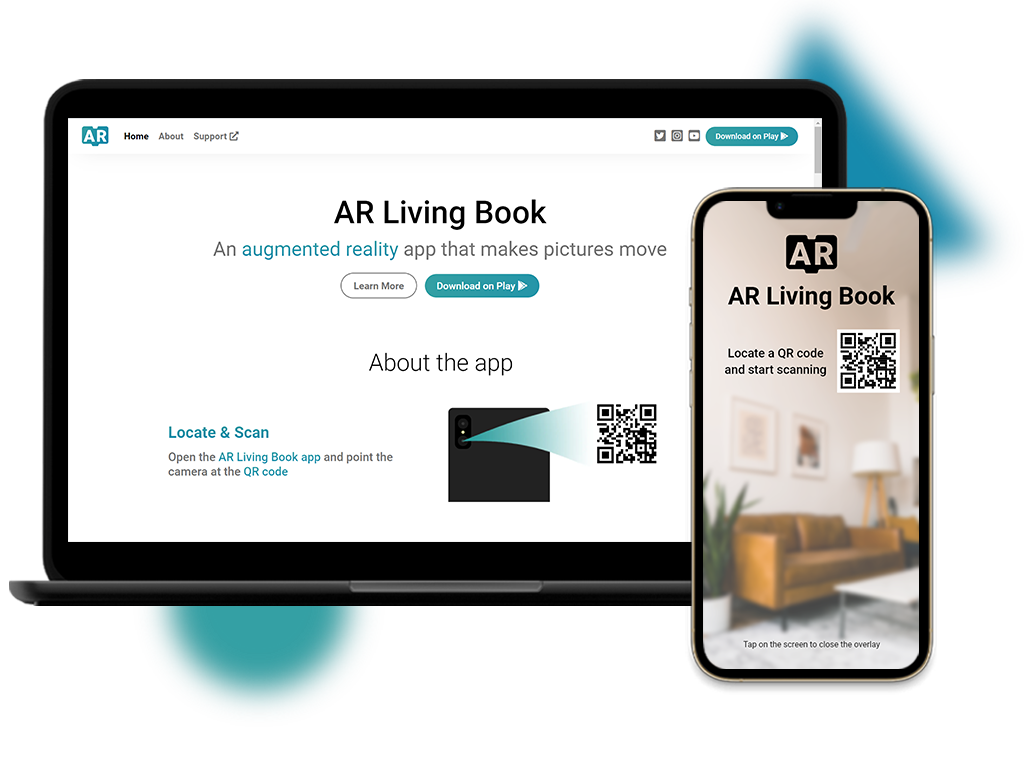 AR
Home About Support
Download on Play
AR Living Book
An augmented reality app that makes pictures move
Learn More
Download on Play
About the app
Locate & Scan
Open the AR Living Book app and point the
camera at the QR code
AR
AR Living Book
Locate a QR code
and start scanning
Tap on the screen to close the overlay